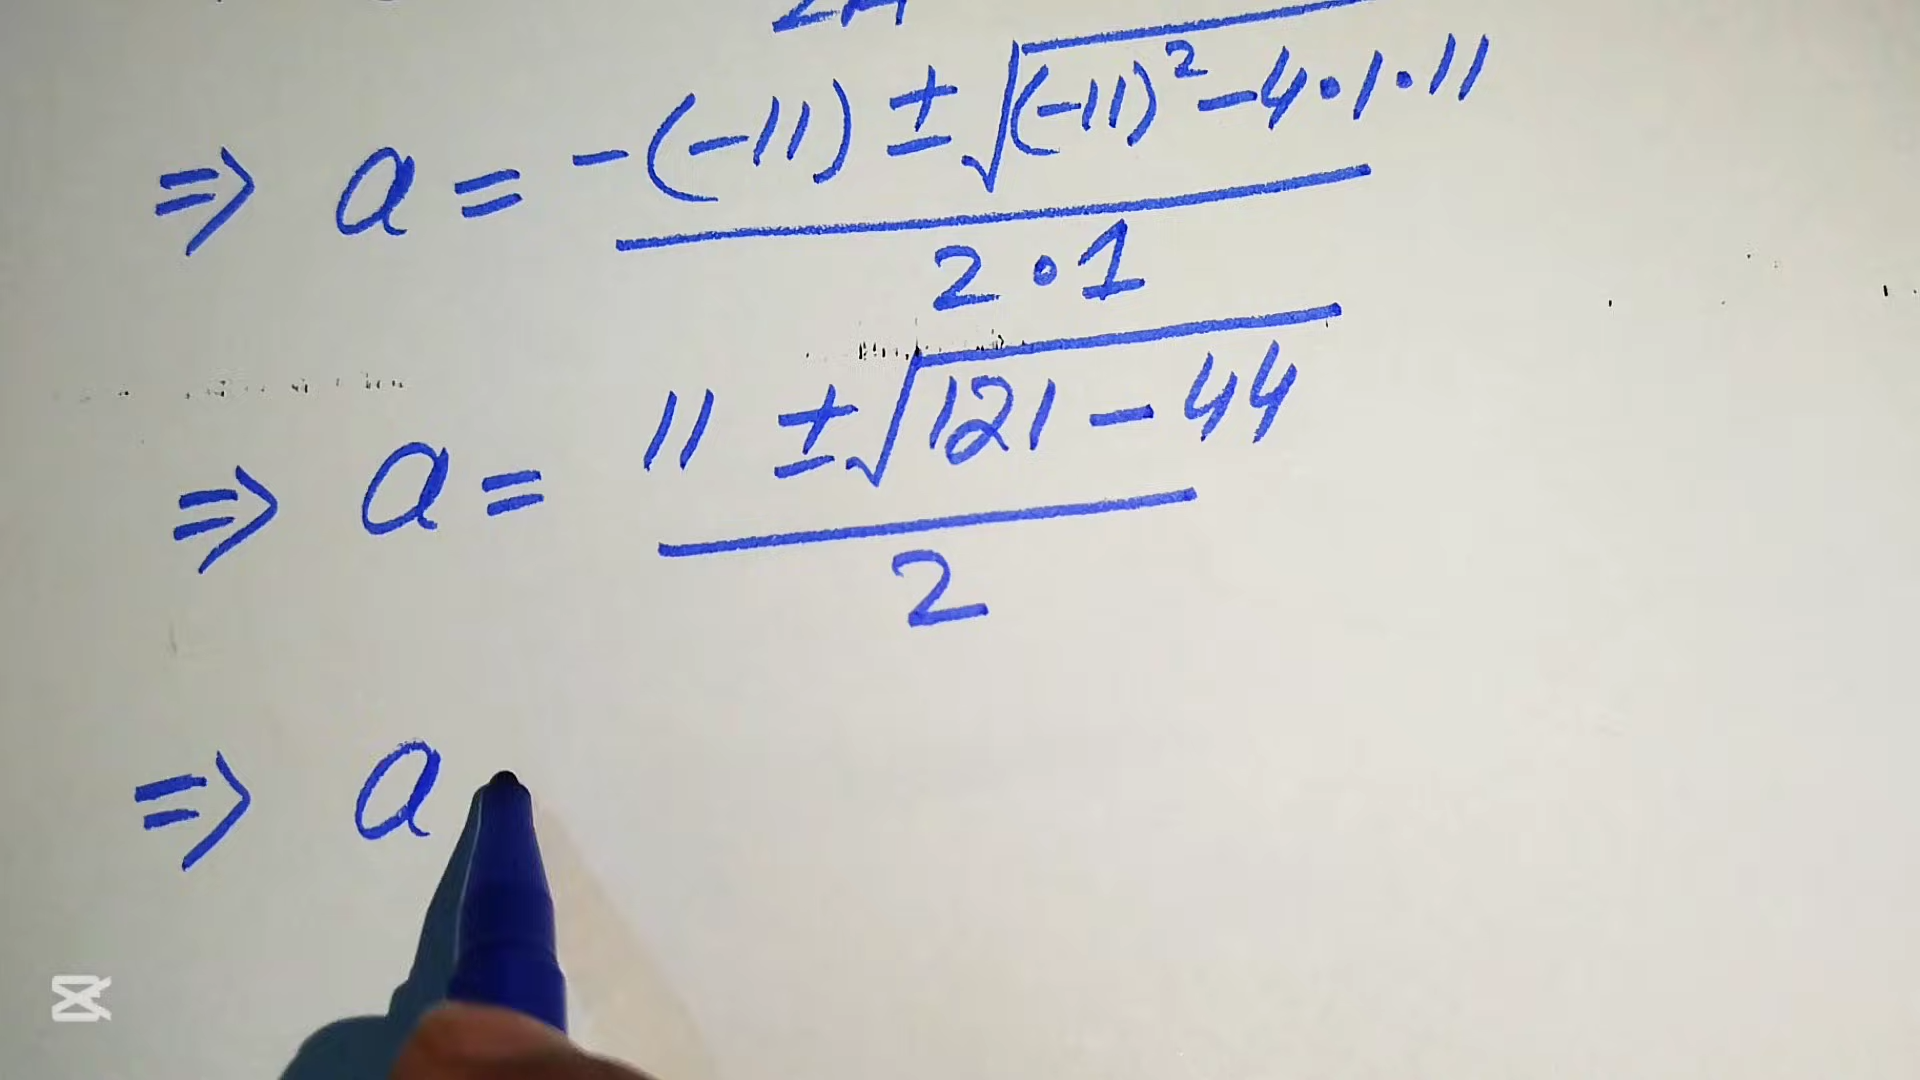 ⇒ a = -(-11) ± √(-11)² - 4·1·11 / 2·1
⇒ a = 11 ± √121 - 44 / 2
⇒ a